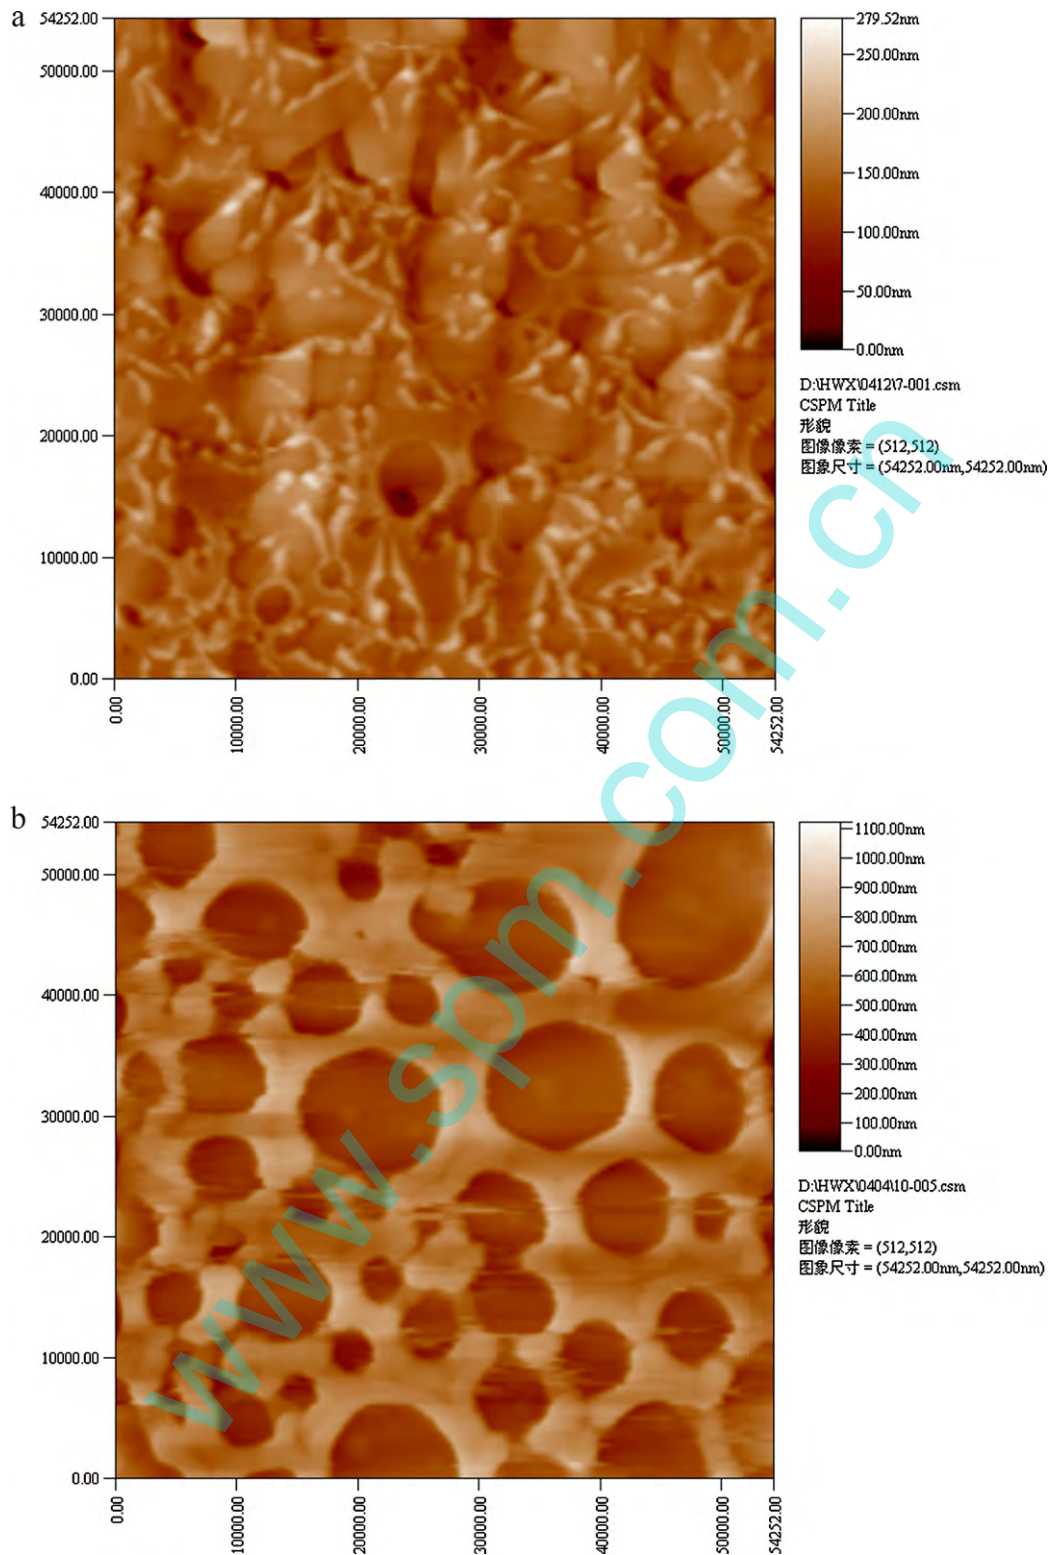 a
54252.00
50000.00
40000.00
30000.00
20000.00
10000.00
0.00
0.00
10000.00
20000.00
30000.00
40000.00
50000.00
54252.00
279.52nm
250.00nm
200.00nm
150.00nm
100.00nm
50.00nm
0.00nm
D:\HWX\0412\7-001.csm
CSPM Title
形貌
图像像素 = (512,512)
图象尺寸 = (54252.00nm,54252.00nm)
b
54252.00
50000.00
40000.00
30000.00
20000.00
10000.00
0.00
0.00
10000.00
20000.00
30000.00
40000.00
50000.00
54252.00
1100.00nm
1000.00nm
900.00nm
800.00nm
700.00nm
600.00nm
500.00nm
400.00nm
300.00nm
200.00nm
100.00nm
0.00nm
D:\HWX\0404\10-005.csm
CSPM Title
形貌
图像像素 = (512,512)
图象尺寸 = (54252.00nm,54252.00nm)
www.spm.com.cn